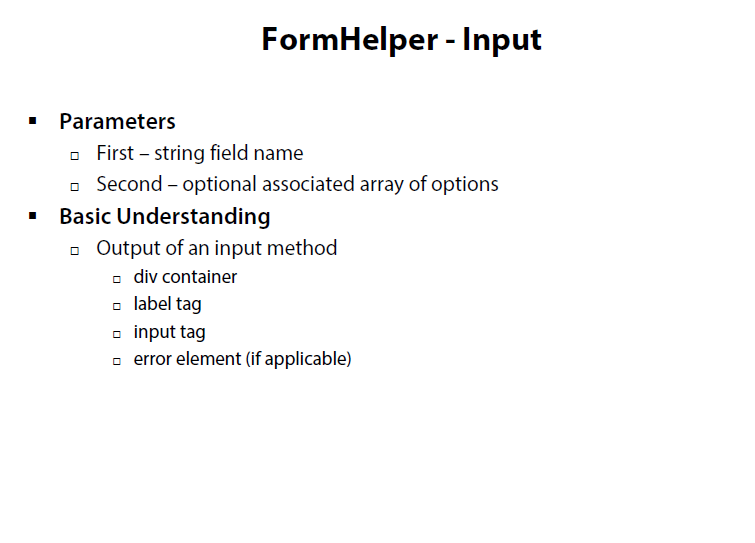 FormHelper - Input
▪ Parameters
▫ First – string field name
▫ Second – optional associated array of options
▪ Basic Understanding
▫ Output of an input method
▫ div container
▫ label tag
▫ input tag
▫ error element (if applicable)